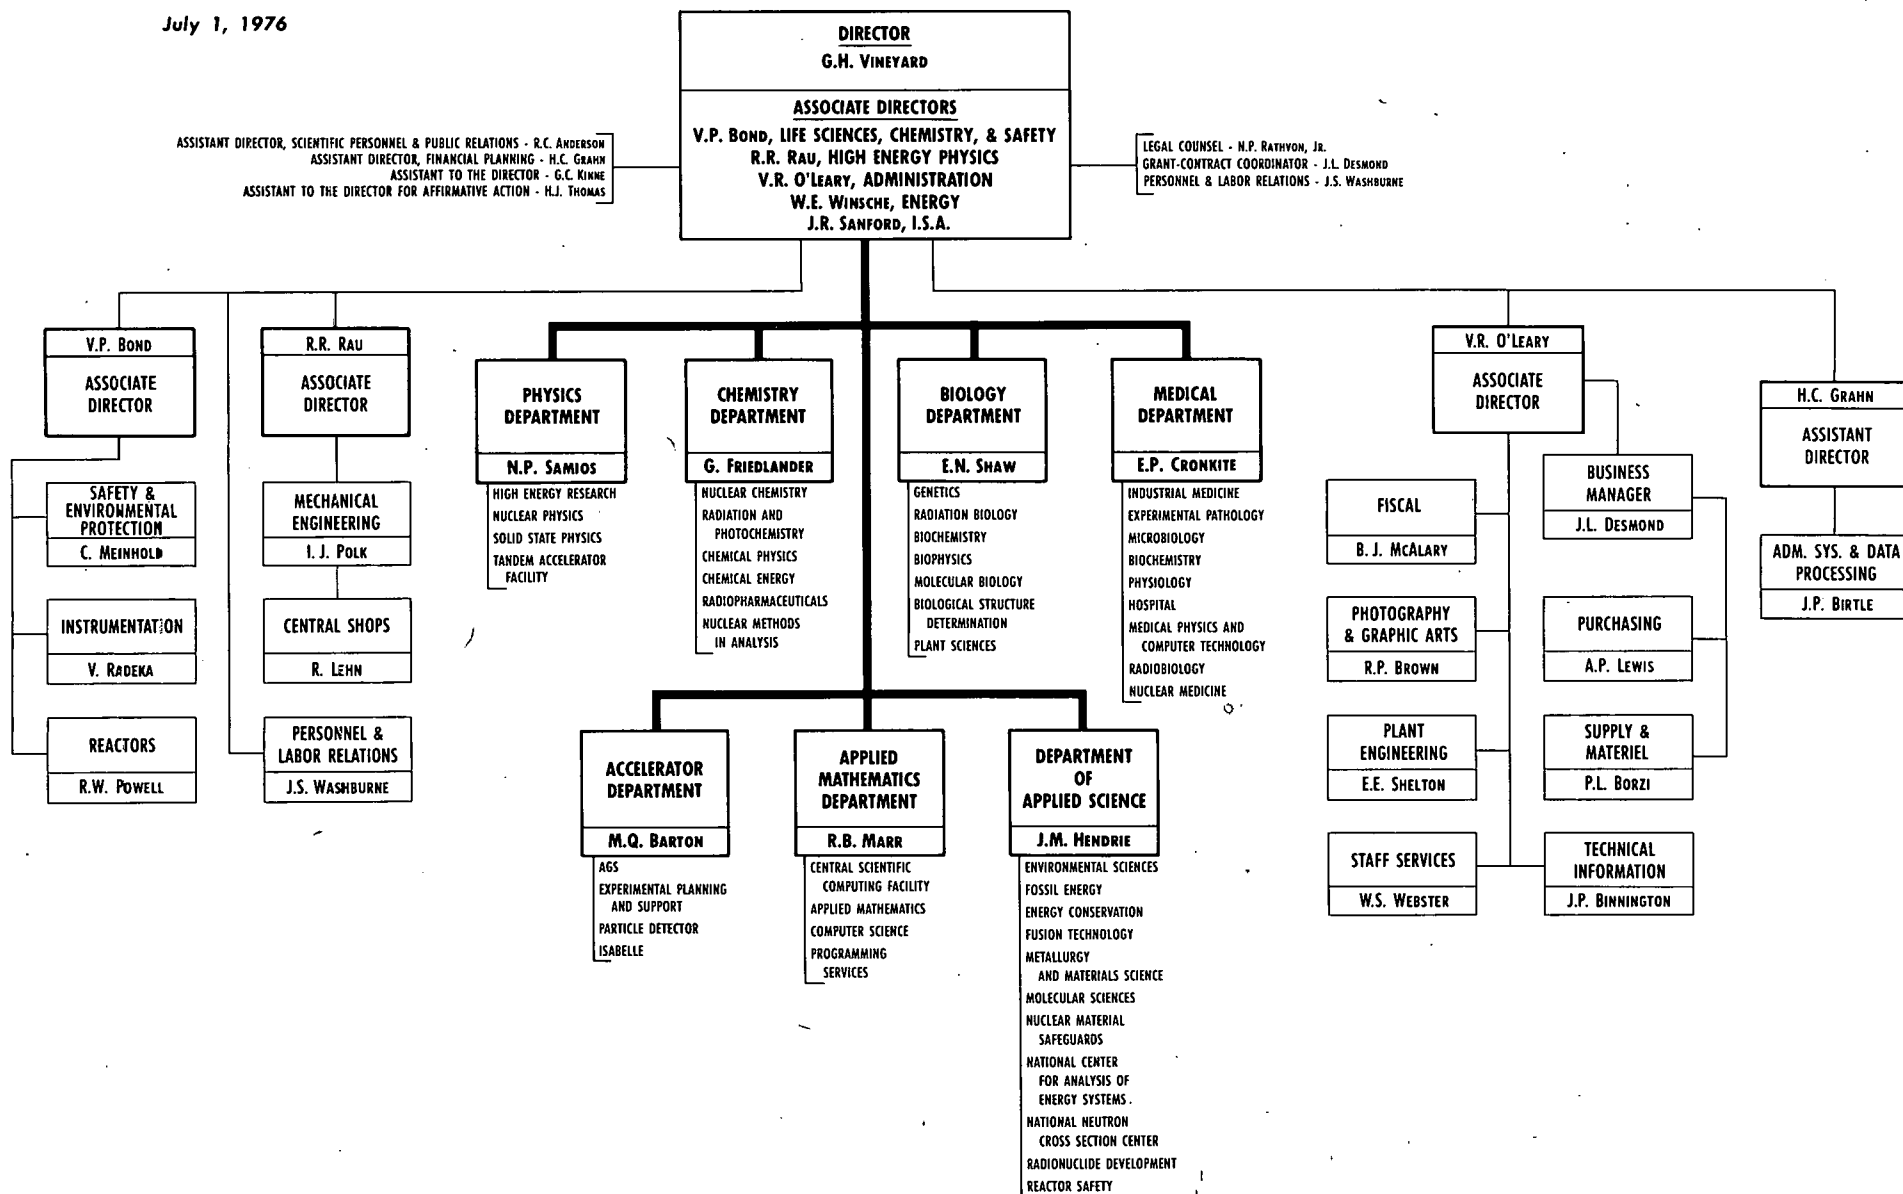 July 1, 1976
DIRECTOR
G.H. VINEYARD
ASSOCIATE DIRECTORS
V.P. BOND, LIFE SCIENCES, CHEMISTRY, & SAFETY
R.R. RAU, HIGH ENERGY PHYSICS
V.R. O'LEARY, ADMINISTRATION
W.E. WINSCHE, ENERGY
J.R. SANFORD, I.S.A.
ASSISTANT DIRECTOR, SCIENTIFIC PERSONNEL & PUBLIC RELATIONS - R.C. ANDERSON
ASSISTANT DIRECTOR, FINANCIAL PLANNING - H.C. GRAHN
ASSISTANT TO THE DIRECTOR - G.C. KINNE
ASSISTANT TO THE DIRECTOR FOR AFFIRMATIVE ACTION - H.J. THOMAS
LEGAL COUNSEL - N.P. RATHVON, JR.
GRANT-CONTRACT COORDINATOR - J.L. DESMOND
PERSONNEL & LABOR RELATIONS - J.S. WASHBURNE
V.P. BOND
ASSOCIATE
DIRECTOR
SAFETY &
ENVIRONMENTAL
PROTECTION
C. MEINHOLD
INSTRUMENTATION
V. RADEKA
REACTORS
R.W. POWELL
R.R. RAU
ASSOCIATE
DIRECTOR
MECHANICAL
ENGINEERING
I.J. POLK
CENTRAL SHOPS
R. LEHN
PERSONNEL &
LABOR RELATIONS
J.S. WASHBURNE
PHYSICS
DEPARTMENT
N.P. SAMIOS
HIGH ENERGY RESEARCH
NUCLEAR PHYSICS
SOLID STATE PHYSICS
TANDEM ACCELERATOR
FACILITY
CHEMISTRY
DEPARTMENT
G. FRIEDLANDER
NUCLEAR CHEMISTRY
RADIATION AND
PHOTOCHEMISTRY
CHEMICAL PHYSICS
CHEMICAL ENERGY
RADIOPHARMACEUTICALS
NUCLEAR METHODS
IN ANALYSIS
BIOLOGY
DEPARTMENT
E.N. SHAW
GENETICS
RADIATION BIOLOGY
BIOCHEMISTRY
BIOPHYSICS
MOLECULAR BIOLOGY
BIOLOGICAL STRUCTURE
DETERMINATION
PLANT SCIENCES
MEDICAL
DEPARTMENT
E.P. CRONKITE
INDUSTRIAL MEDICINE
EXPERIMENTAL PATHOLOGY
MICROBIOLOGY
BIOCHEMISTRY
PHYSIOLOGY
HOSPITAL
MEDICAL PHYSICS AND
COMPUTER TECHNOLOGY
RADIOBIOLOGY
NUCLEAR MEDICINE
ACCELERATOR
DEPARTMENT
M.Q. BARTON
AGS
EXPERIMENTAL PLANNING
AND SUPPORT
PARTICLE DETECTOR
ISABELLE
APPLIED
MATHEMATICS
DEPARTMENT
R.B. MARR
CENTRAL SCIENTIFIC
COMPUTING FACILITY
APPLIED MATHEMATICS
COMPUTER SCIENCE
PROGRAMMING
SERVICES
DEPARTMENT
OF
APPLIED SCIENCE
J.M. HENDRIE
ENVIRONMENTAL SCIENCES
FOSSIL ENERGY
ENERGY CONSERVATION
FUSION TECHNOLOGY
METALLURGY
AND MATERIALS SCIENCE
MOLECULAR SCIENCES
NUCLEAR MATERIAL
SAFEGUARDS
NATIONAL CENTER
FOR ANALYSIS OF
ENERGY SYSTEMS.
NATIONAL NEUTRON
CROSS SECTION CENTER
RADIONUCLIDE DEVELOPMENT
REACTOR SAFETY
V.R. O'LEARY
ASSOCIATE
DIRECTOR
FISCAL
B.J. MCALARY
PHOTOGRAPHY
& GRAPHIC ARTS
R.P. BROWN
PLANT
ENGINEERING
E.E. SHELTON
STAFF SERVICES
W.S. WEBSTER
BUSINESS
MANAGER
J.L. DESMOND
PURCHASING
A.P. LEWIS
SUPPLY &
MATERIEL
P.L. BORZI
TECHNICAL
INFORMATION
J.P. BINNINGTON
H.C. GRAHN
ASSISTANT
DIRECTOR
ADM. SYS. & DATA
PROCESSING
J.P. BIRTLE